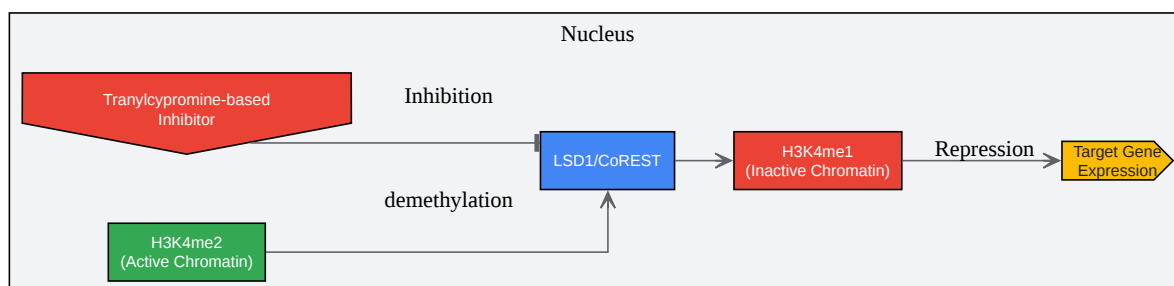 Nucleus
Tranylcypromine-based
Inhibitor
Inhibition
LSD1/CoREST
H3K4me1
(Inactive Chromatin)
Repression
Target Gene
Expression
demethylation
H3K4me2
(Active Chromatin)